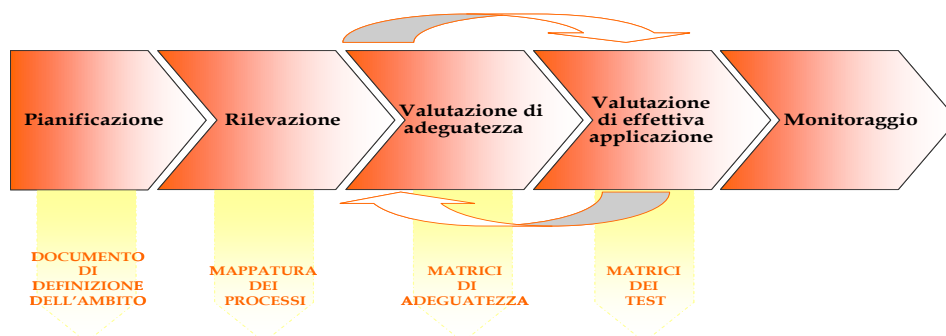 Pianificazione
Rilevazione
Valutazione di
adeguatezza
Valutazione
di effettiva
applicazione
Monitoraggio
DOCUMENTO
DI
DEFINIZIONE
DELL'AMBITO
MAPPATURA
DEI
PROCESSI
MATRICI
DI
ADEGUATEZZA
MATRICI
DEI
TEST